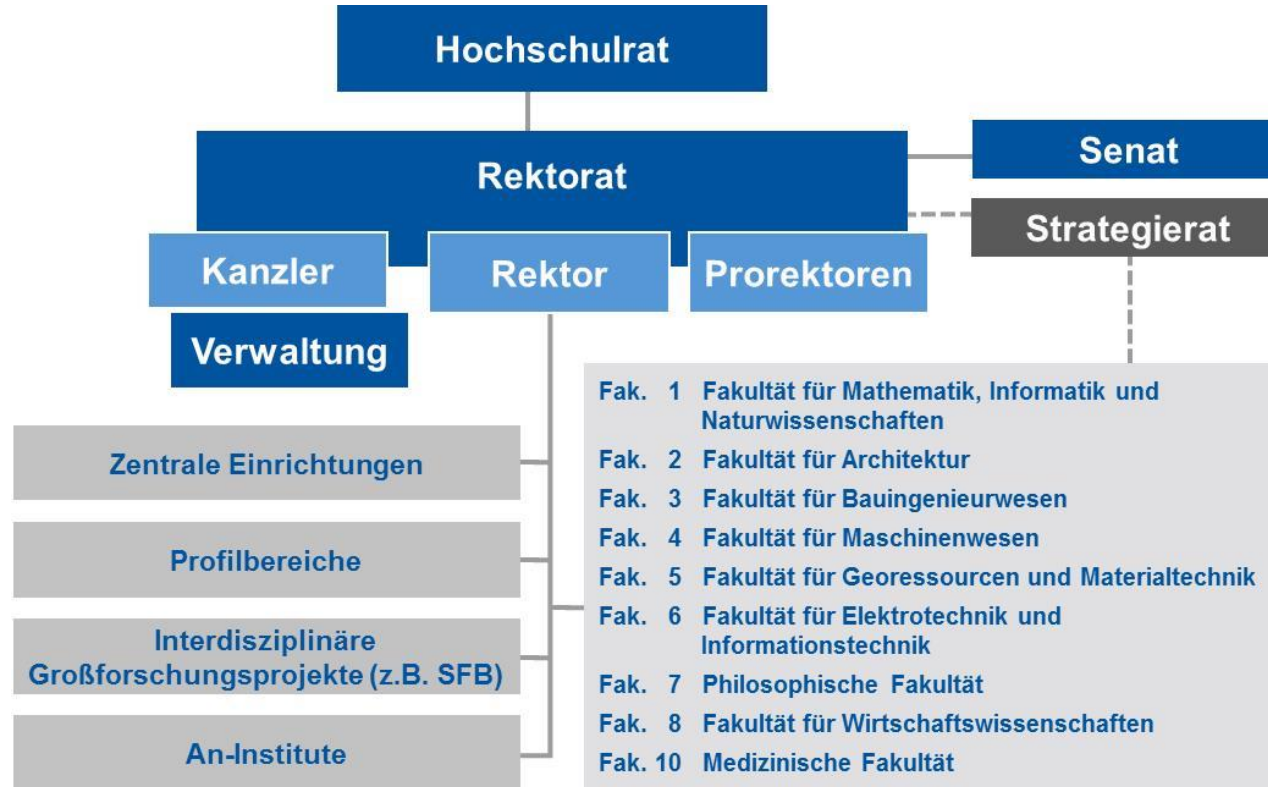 Hochschulrat
Rektorat
Senat
Strategierat
Kanzler
Rektor
Prorektoren
Verwaltung
Zentrale Einrichtungen
Profilbereiche
Interdisziplinäre
Großforschungsprojekte (z.B. SFB)
An-Institute
Fak. 1 Fakultät für Mathematik, Informatik und
Naturwissenschaften
Fak. 2 Fakultät für Architektur
Fak. 3 Fakultät für Bauingenieurwesen
Fak. 4 Fakultät für Maschinenwesen
Fak. 5 Fakultät für Georessourcen und Materialtechnik
Fak. 6 Fakultät für Elektrotechnik und
Informationstechnik
Fak. 7 Philosophische Fakultät
Fak. 8 Fakultät für Wirtschaftswissenschaften
Fak. 10 Medizinische Fakultät